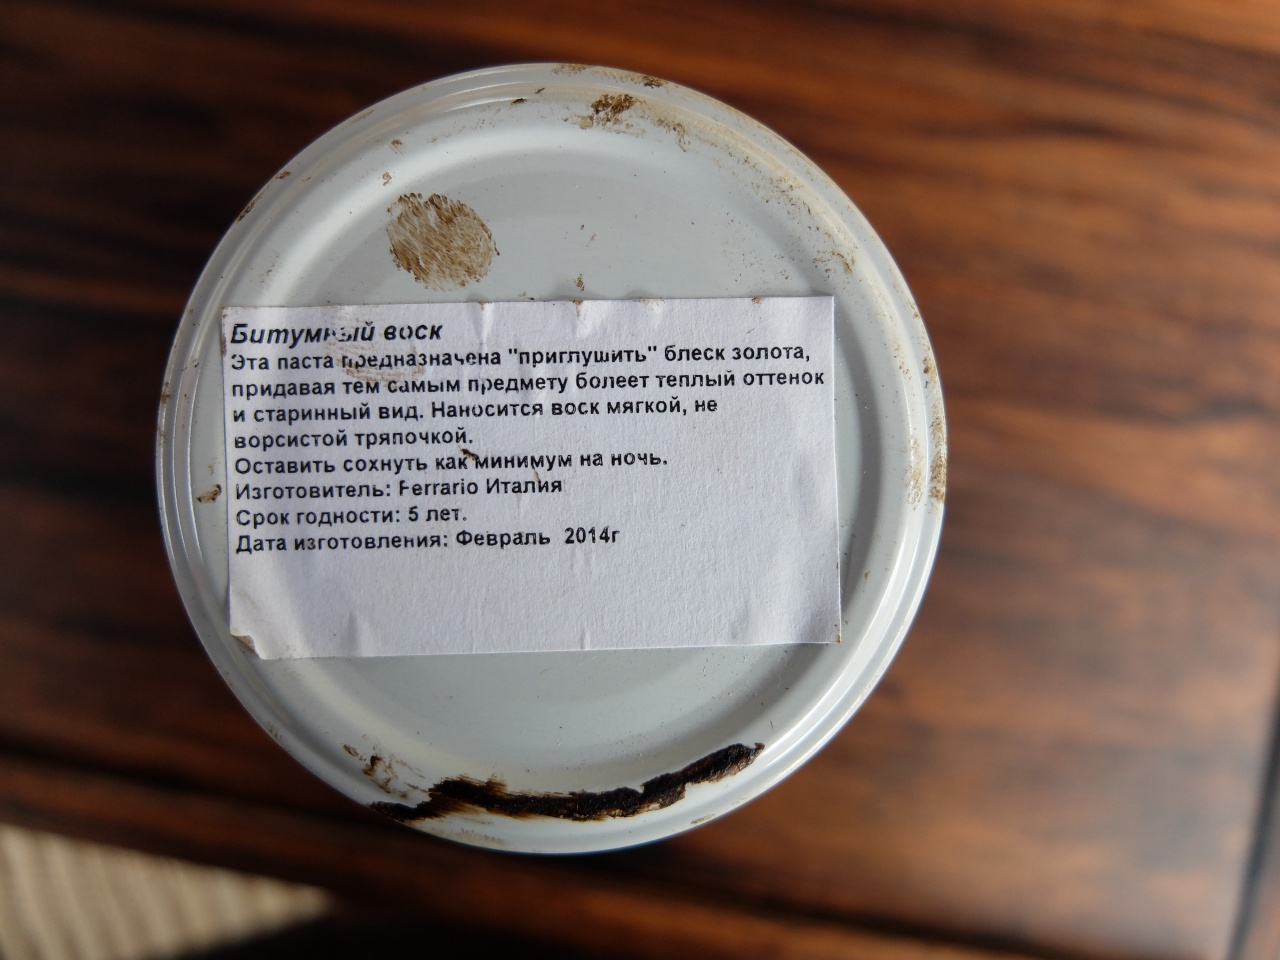 Битумный воск
Эта паста предназначена "приглушить" блеск золота,
придавая тем самым предмету болеет теплый оттенок
и старинный вид. Наносится воск мягкой, не
ворсистой тряпочкой.
Оставить сохнуть как минимум на ночь.
Изготовитель: Ferrario Италия
Срок годности: 5 лет.
Дата изготовления: Февраль 2014г